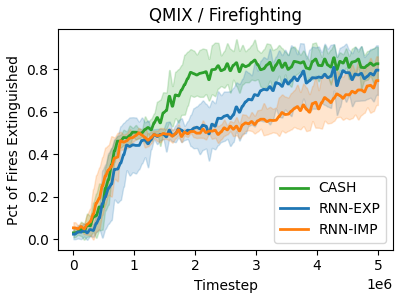 QMIX / Firefighting
Pct of Fires Extinguished
0.8
0.6
0.4
0.2
0.0
CASH
RNN-EXP
RNN-IMP
0 1 2 3 4 5
1e6
Timestep